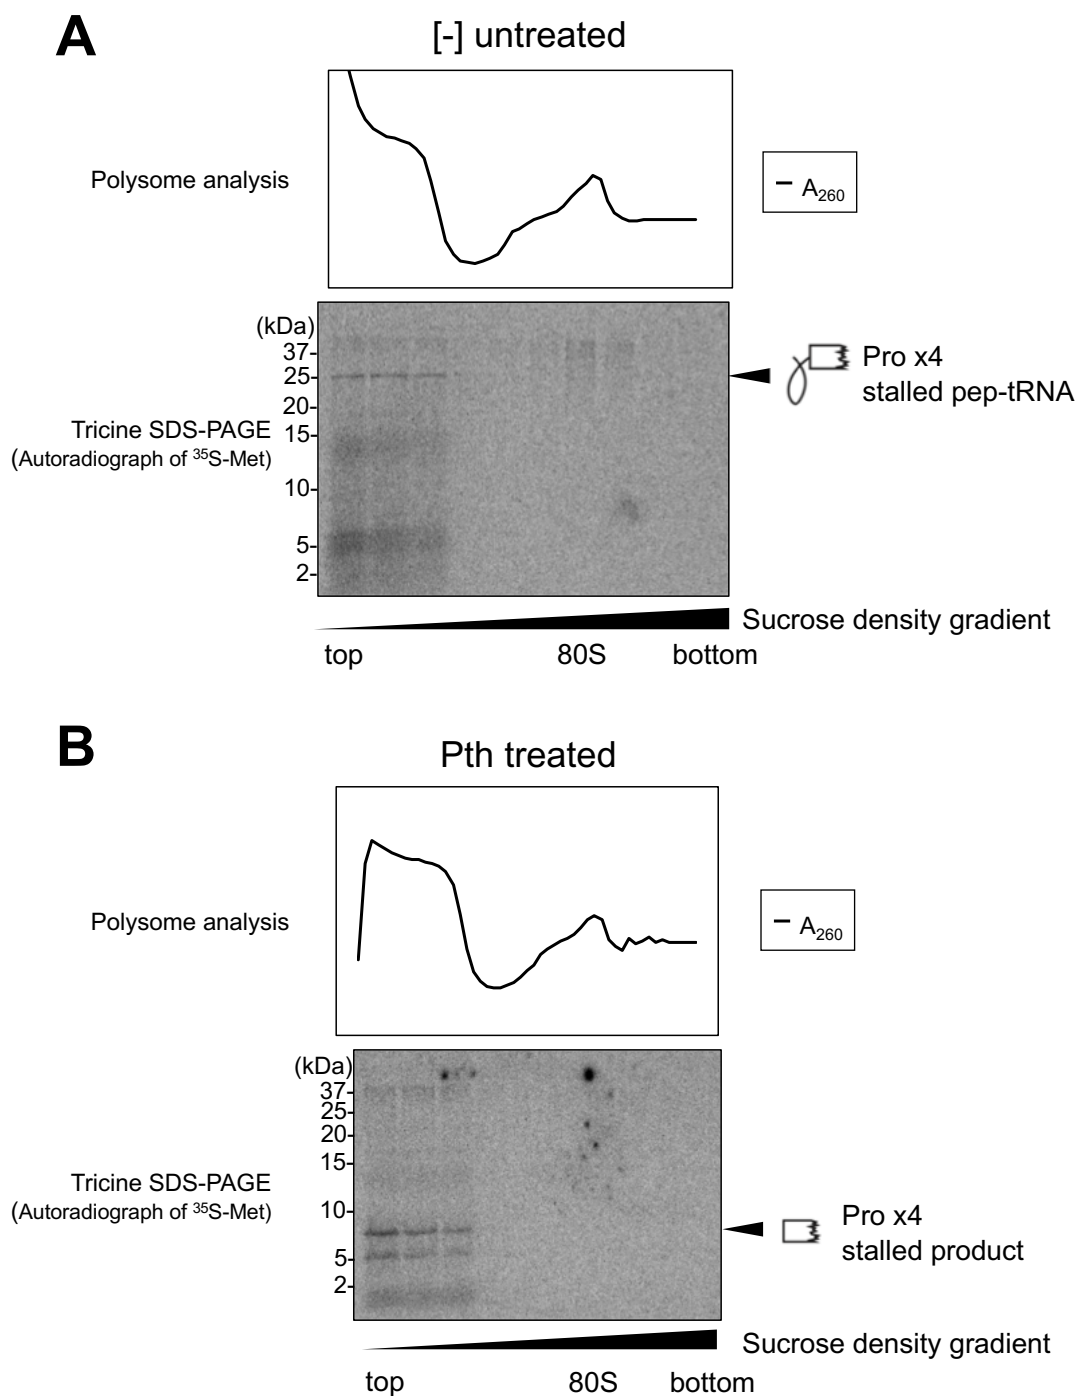 A
[-] untreated
Polysome analysis
A260
(kDa)
37-
25-
20-
15-
10-
5-
2-
Tricine SDS-PAGE
(Autoradiograph of 35S-Met)
Pro x4
stalled pep-tRNA
Sucrose density gradient
top 80S bottom
B
Pth treated
Polysome analysis
A260
(kDa)
37-
25-
20-
15-
10-
5-
2-
Tricine SDS-PAGE
(Autoradiograph of 35S-Met)
Pro x4
stalled product
Sucrose density gradient
top 80S bottom